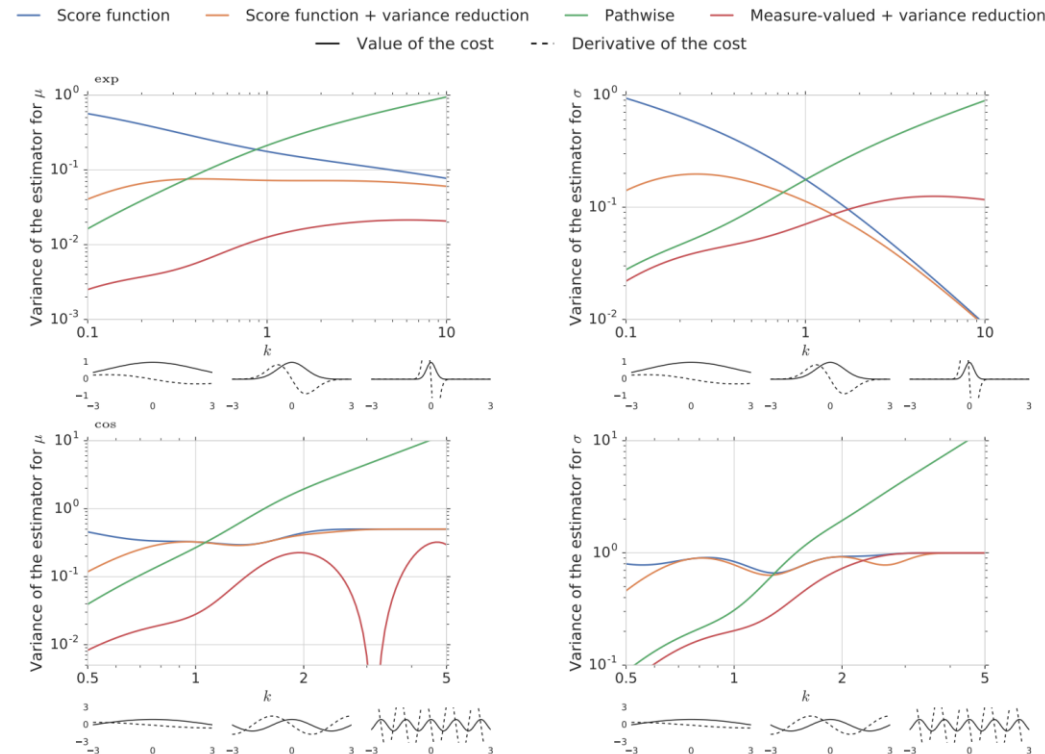 Score function   Score function + variance reduction   Pathwise   Measure-valued + variance reduction
Value of the cost   Derivative of the cost
exp
Variance of the estimator for μ
10^0
10^-1
10^-2
10^-3
0.1 1 10
k
1
0
−1
−3 0 3 −3 0 3 −3 0 3
Variance of the estimator for σ
10^0
10^-1
10^-2
0.1 1 10
k
−3 0 3 −3 0 3 −3 0 3
cos
Variance of the estimator for μ
10^1
10^0
10^-1
10^-2
0.5 1 2 5
k
3
0
−3
−3 0 3 −3 0 3 −3 0 3
Variance of the estimator for σ
10^1
10^0
10^-1
0.5 1 2 5
k
−3 0 3 −3 0 3 −3 0 3